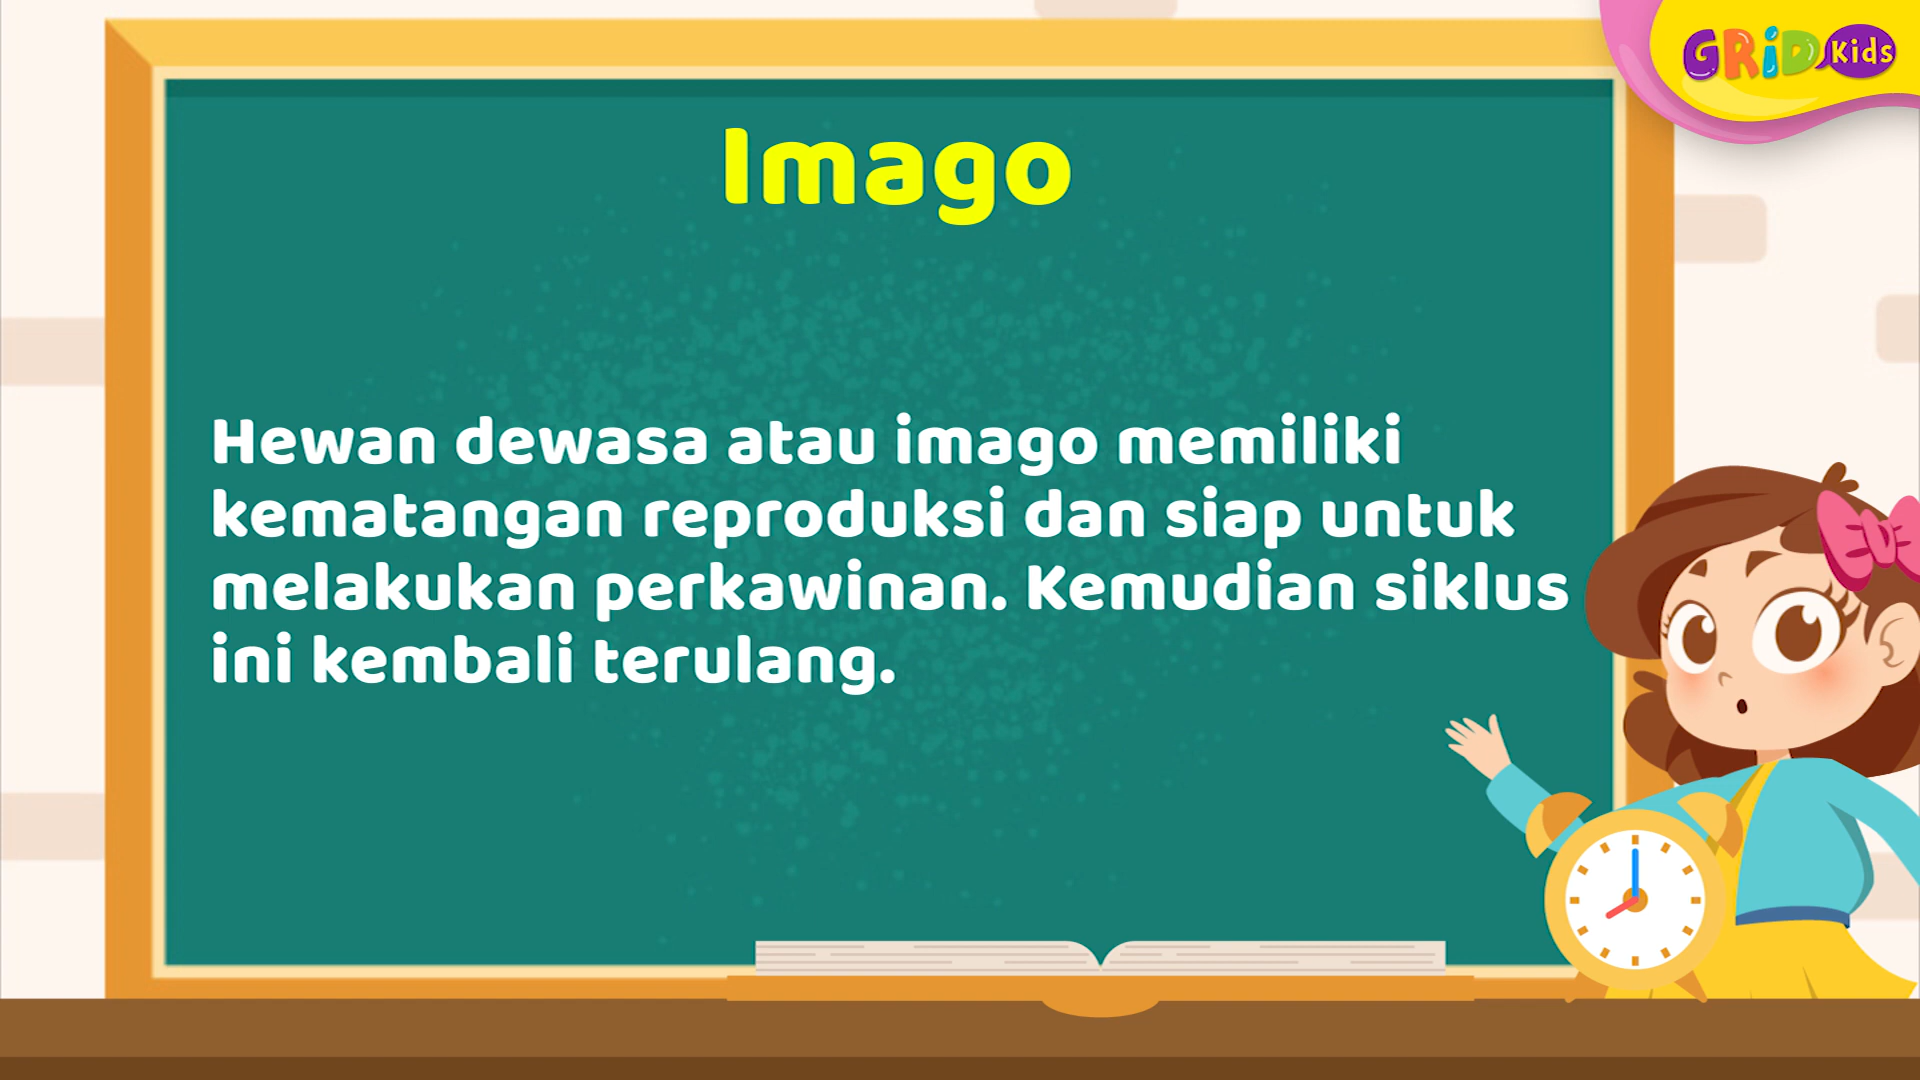 GRiD Kids
Imago
Hewan dewasa atau imago memiliki
kematangan reproduksi dan siap untuk
melakukan perkawinan. Kemudian siklus
ini kembali terulang.